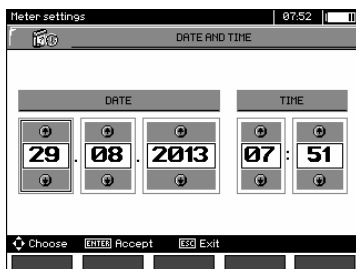 Meter settings 07:52
DATE AND TIME
DATE TIME
29 . 08 . 2013 07 : 51
Choose ENTER Accept ESC Exit